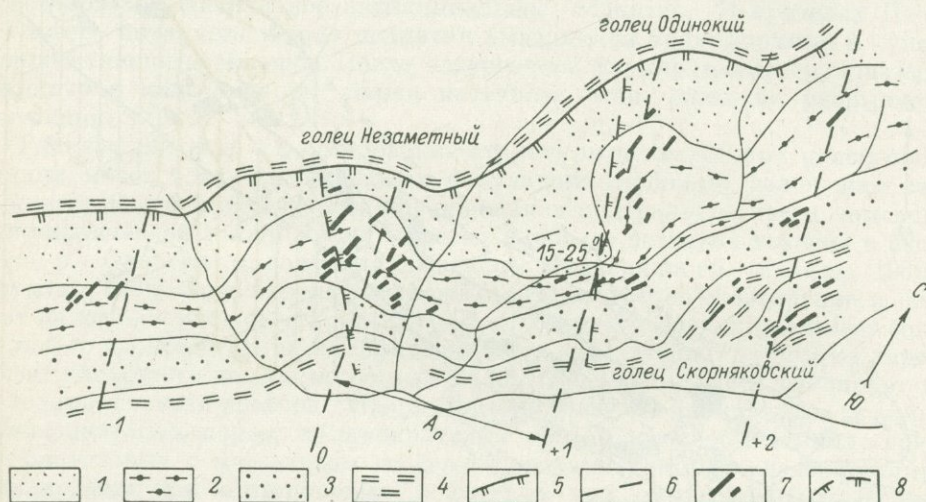 голец Одинокий
голец Незаметный
15-25°
С
голец Скорняковский
Ю
-1
A₀
0
+1
+2
1 2 3 4 5 6 7 8